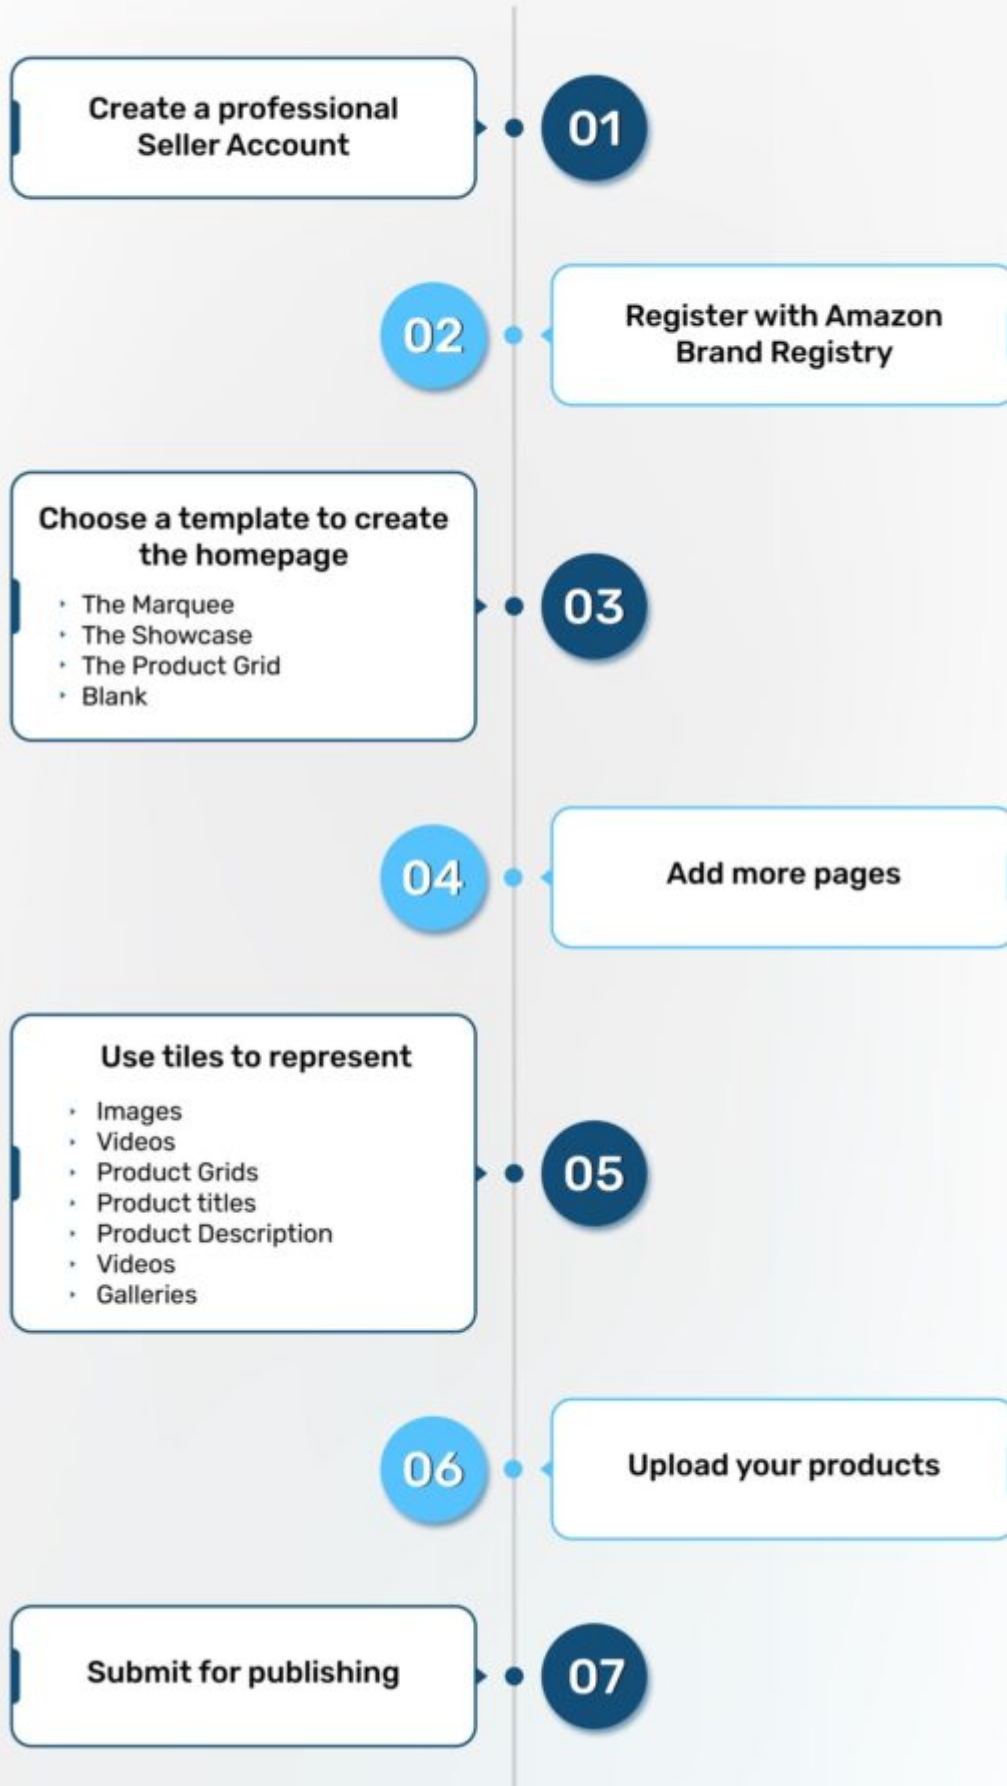 Create a professional
Seller Account
01
02
Register with Amazon
Brand Registry
Choose a template to create
the homepage
The Marquee
The Showcase
The Product Grid
Blank
03
04
Add more pages
Use tiles to represent
Images
Videos
Product Grids
Product titles
Product Description
Videos
Galleries
05
06
Upload your products
Submit for publishing
07